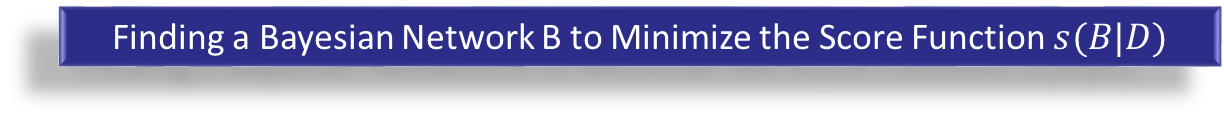 Finding a Bayesian Network B to Minimize the Score Function s(B|D)